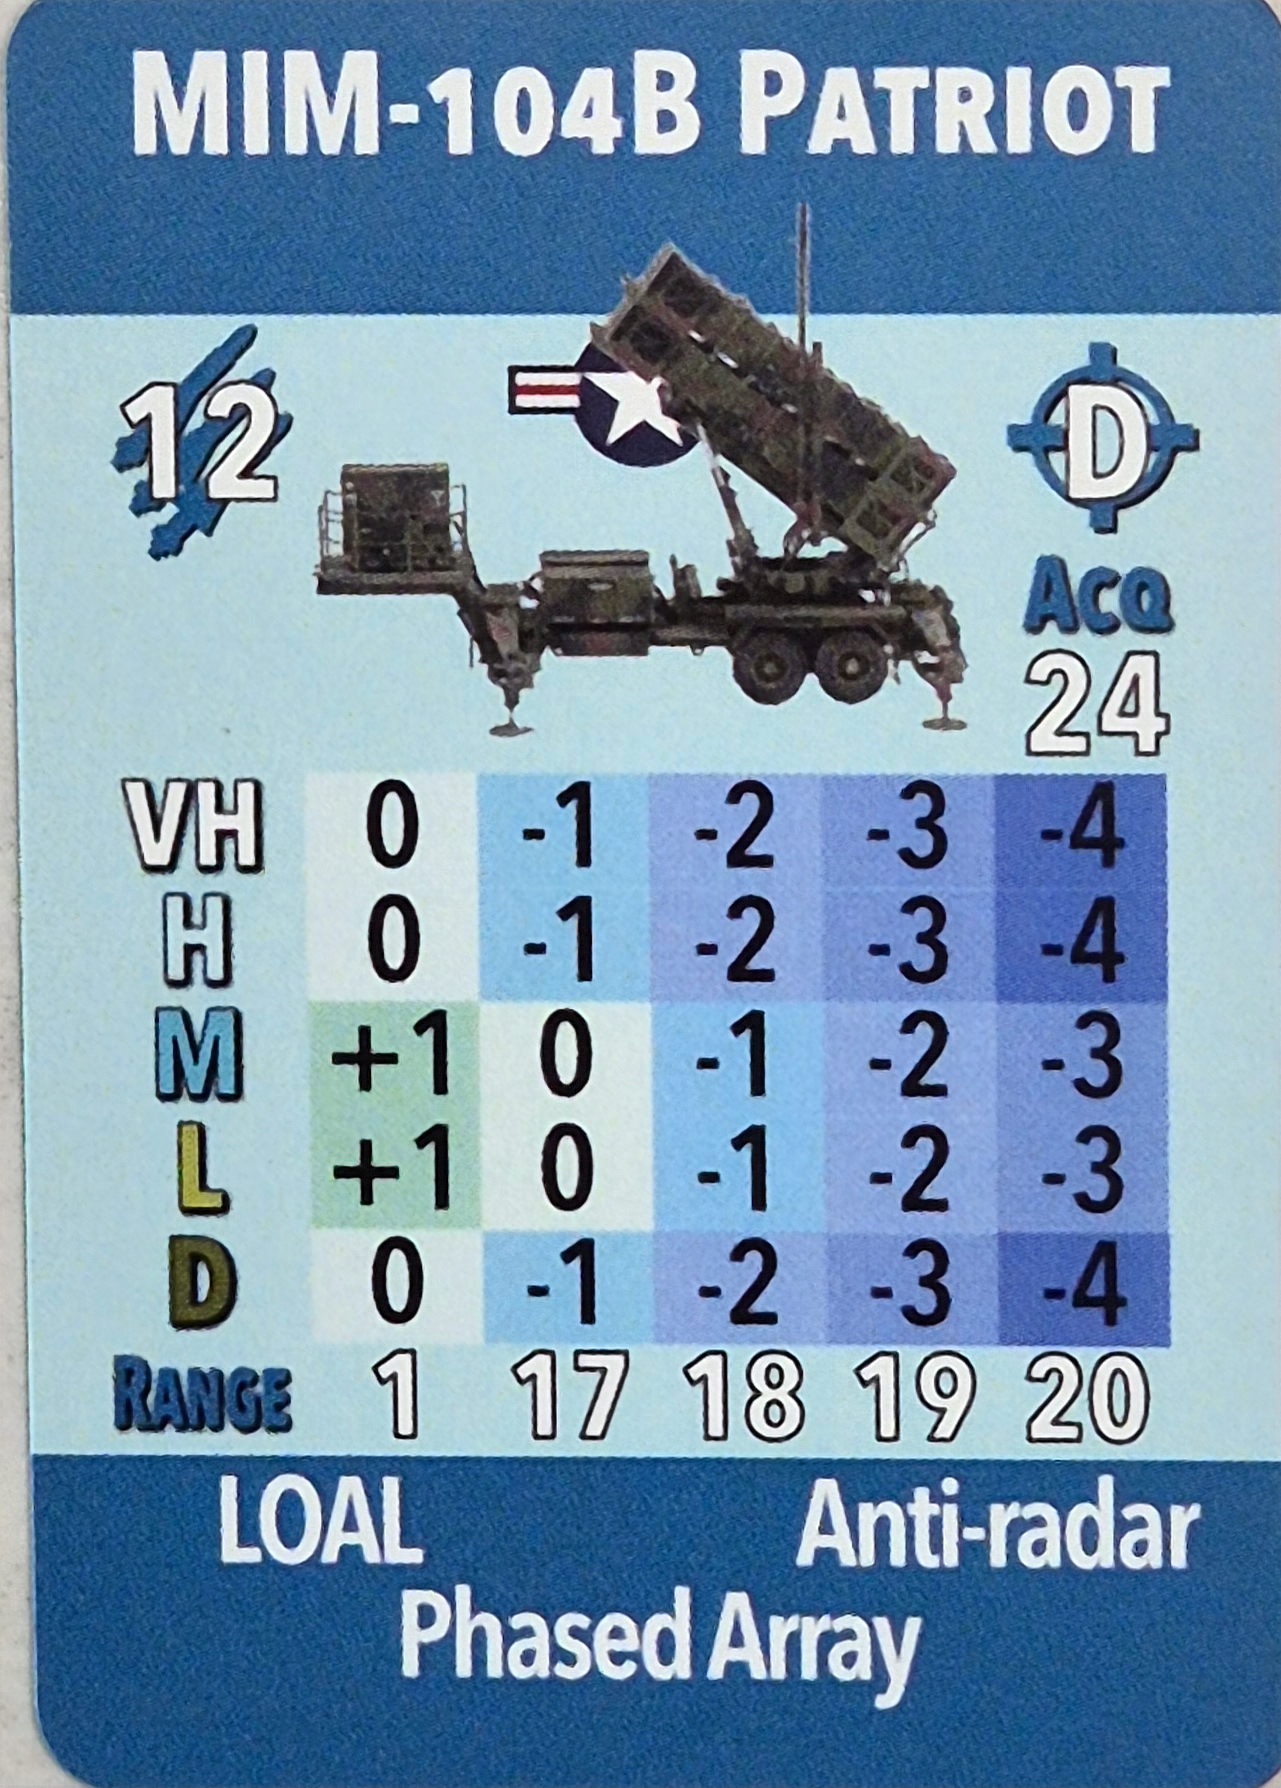 MIM-104B PATRIOT
12 D
ACQ
24
VH 0 -1 -2 -3 -4
H 0 -1 -2 -3 -4
M +1 0 -1 -2 -3
L +1 0 -1 -2 -3
D 0 -1 -2 -3 -4
RANGE 1 17 18 19 20
LOAL Anti-radar
Phased Array